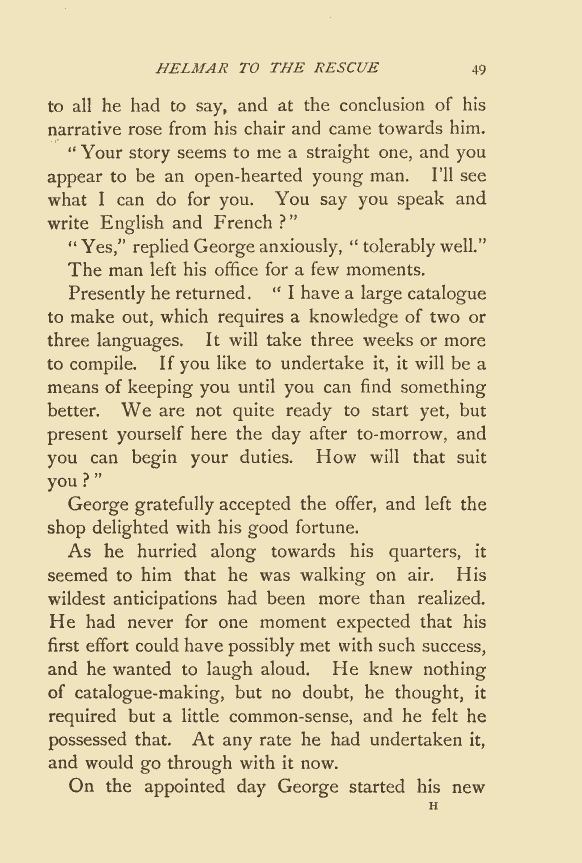 HELMAR TO THE RESCUE 49
to all he had to say, and at the conclusion of his
narrative rose from his chair and came towards him.
“ Your story seems to me a straight one, and you
appear to be an open-hearted young man. I'll see
what I can do for you. You say you speak and
write English and French ? ”
“ Yes,” replied George anxiously, “ tolerably well.”
The man left his office for a few moments.
Presently he returned. “ I have a large catalogue
to make out, which requires a knowledge of two or
three languages. It will take three weeks or more
to compile. If you like to undertake it, it will be a
means of keeping you until you can find something
better. We are not quite ready to start yet, but
present yourself here the day after to-morrow, and
you can begin your duties. How will that suit
you ? ”
George gratefully accepted the offer, and left the
shop delighted with his good fortune.
As he hurried along towards his quarters, it
seemed to him that he was walking on air. His
wildest anticipations had been more than realized.
He had never for one moment expected that his
first effort could have possibly met with such success,
and he wanted to laugh aloud. He knew nothing
of catalogue-making, but no doubt, he thought, it
required but a little common-sense, and he felt he
possessed that. At any rate he had undertaken it,
and would go through with it now.
On the appointed day George started his new
H